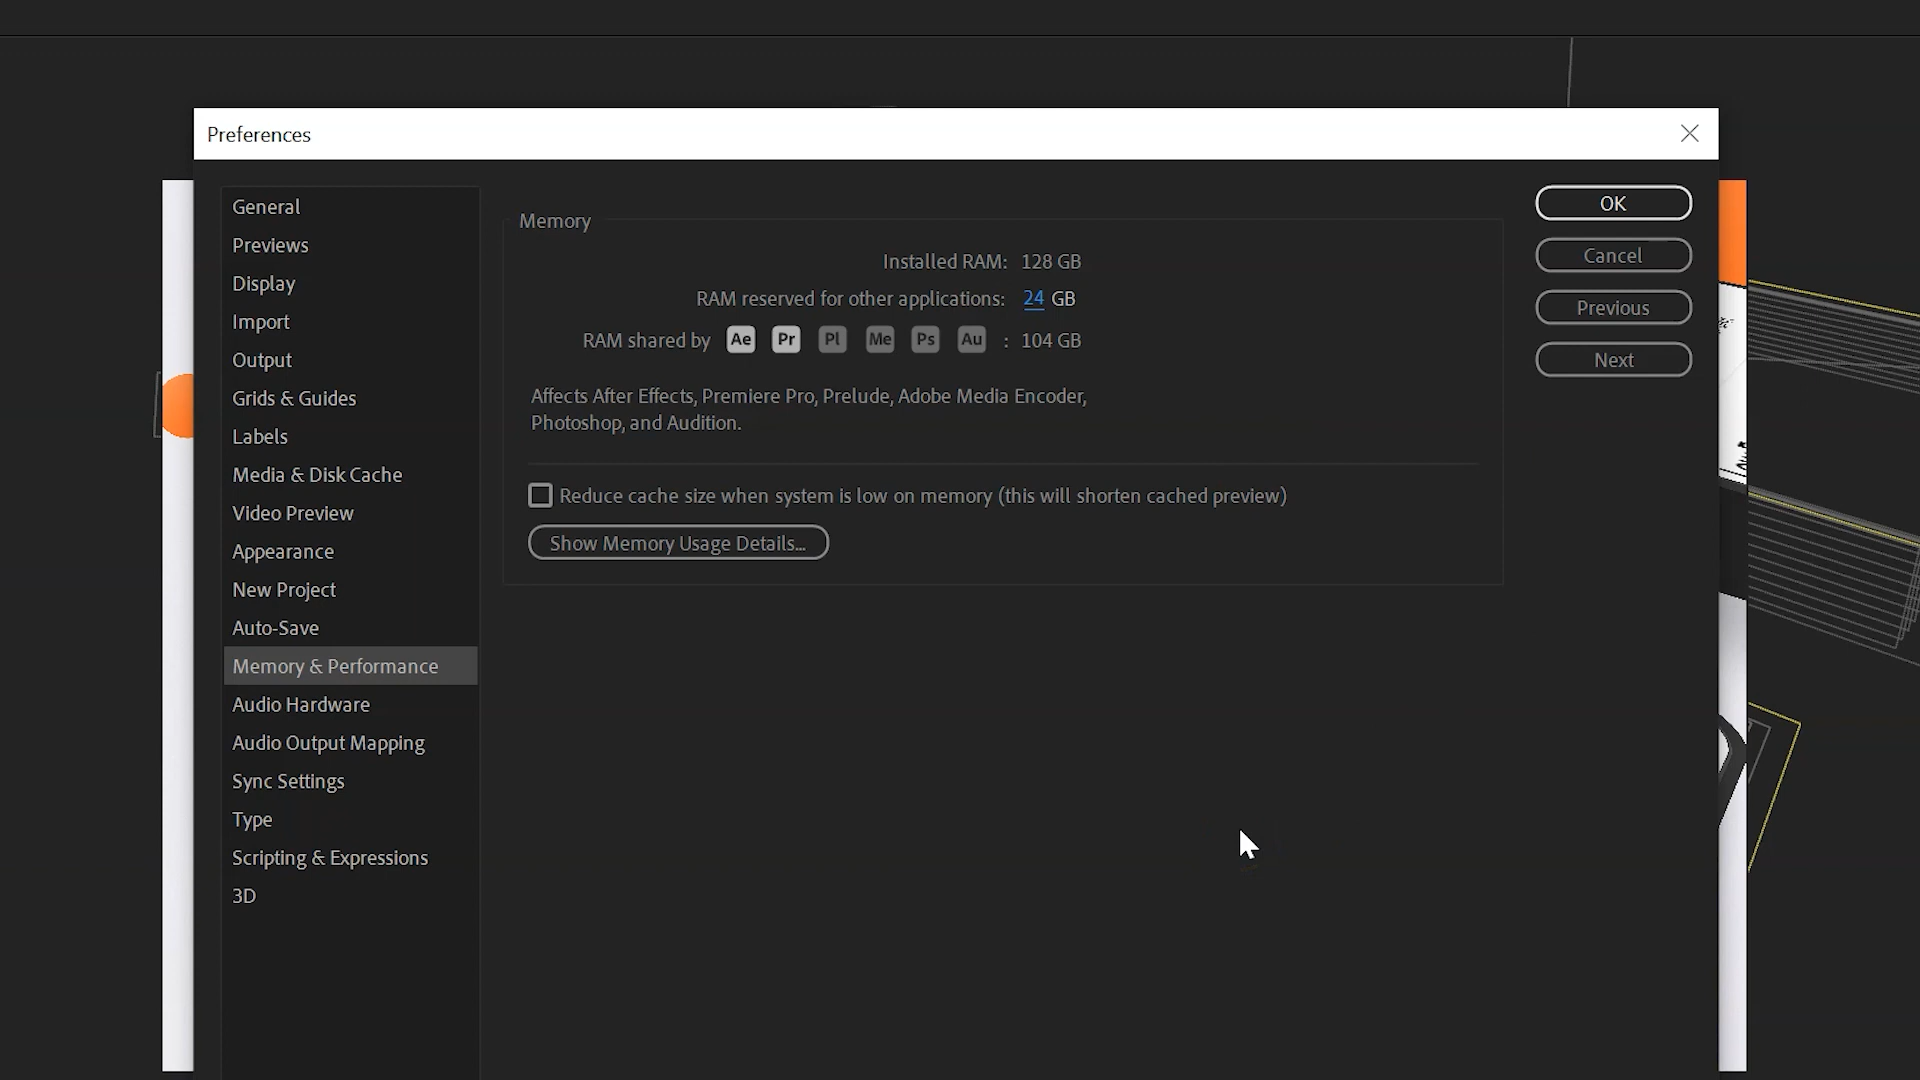 Preferences
General
Previews
Display
Import
Output
Grids & Guides
Labels
Media & Disk Cache
Video Preview
Appearance
New Project
Auto-Save
Memory & Performance
Audio Hardware
Audio Output Mapping
Sync Settings
Type
Scripting & Expressions
3D
Memory
Installed RAM: 128 GB
RAM reserved for other applications: 24 GB
RAM shared by Ae Pr Pl Me Ps Au : 104 GB
Affects After Effects, Premiere Pro, Prelude, Adobe Media Encoder,
Photoshop, and Audition.
Reduce cache size when system is low on memory (this will shorten cached preview)
Show Memory Usage Details...
OK
Cancel
Previous
Next